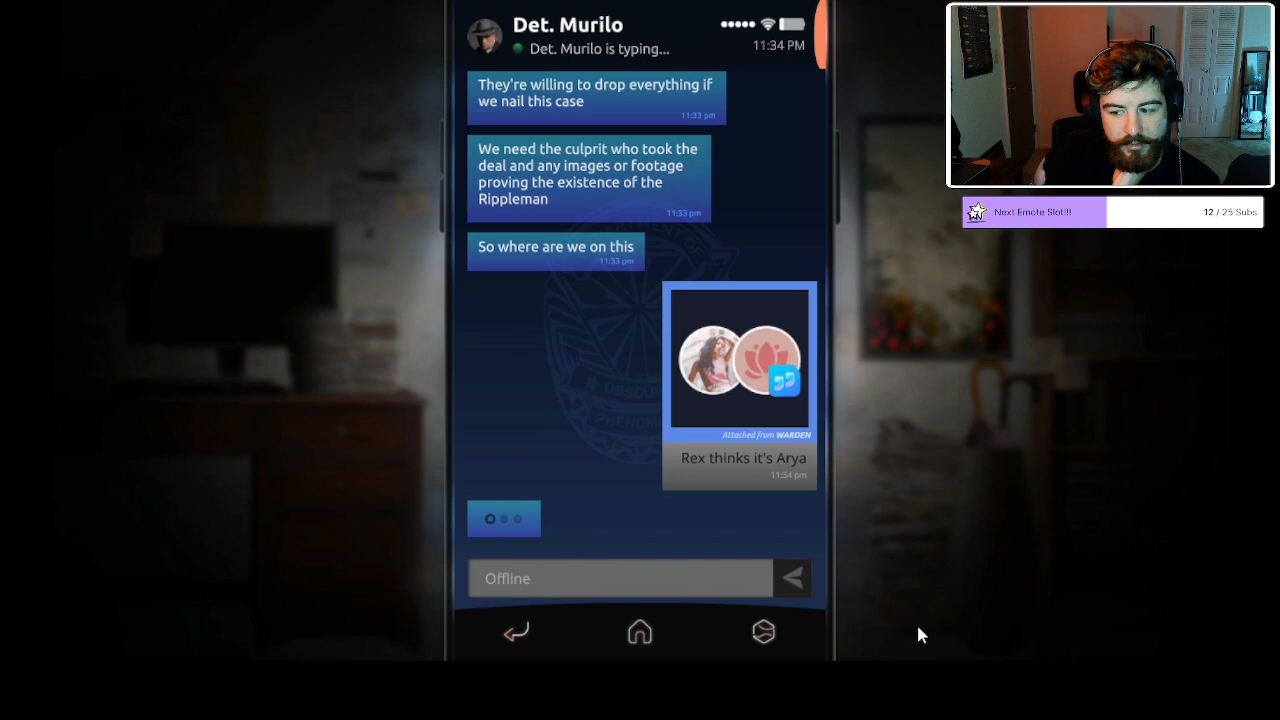 Det. Murilo
Det. Murilo is typing...
11:34 PM
They're willing to drop everything if
we nail this case
11:33 pm
We need the culprit who took the
deal and any images or footage
proving the existence of the
Rippleman
11:33 pm
So where are we on this
11:33 pm
Attached from WARDEN
Rex thinks it's Arya
11:34 pm
Offline
Next Emote Slot!!!
12 / 25 Subs